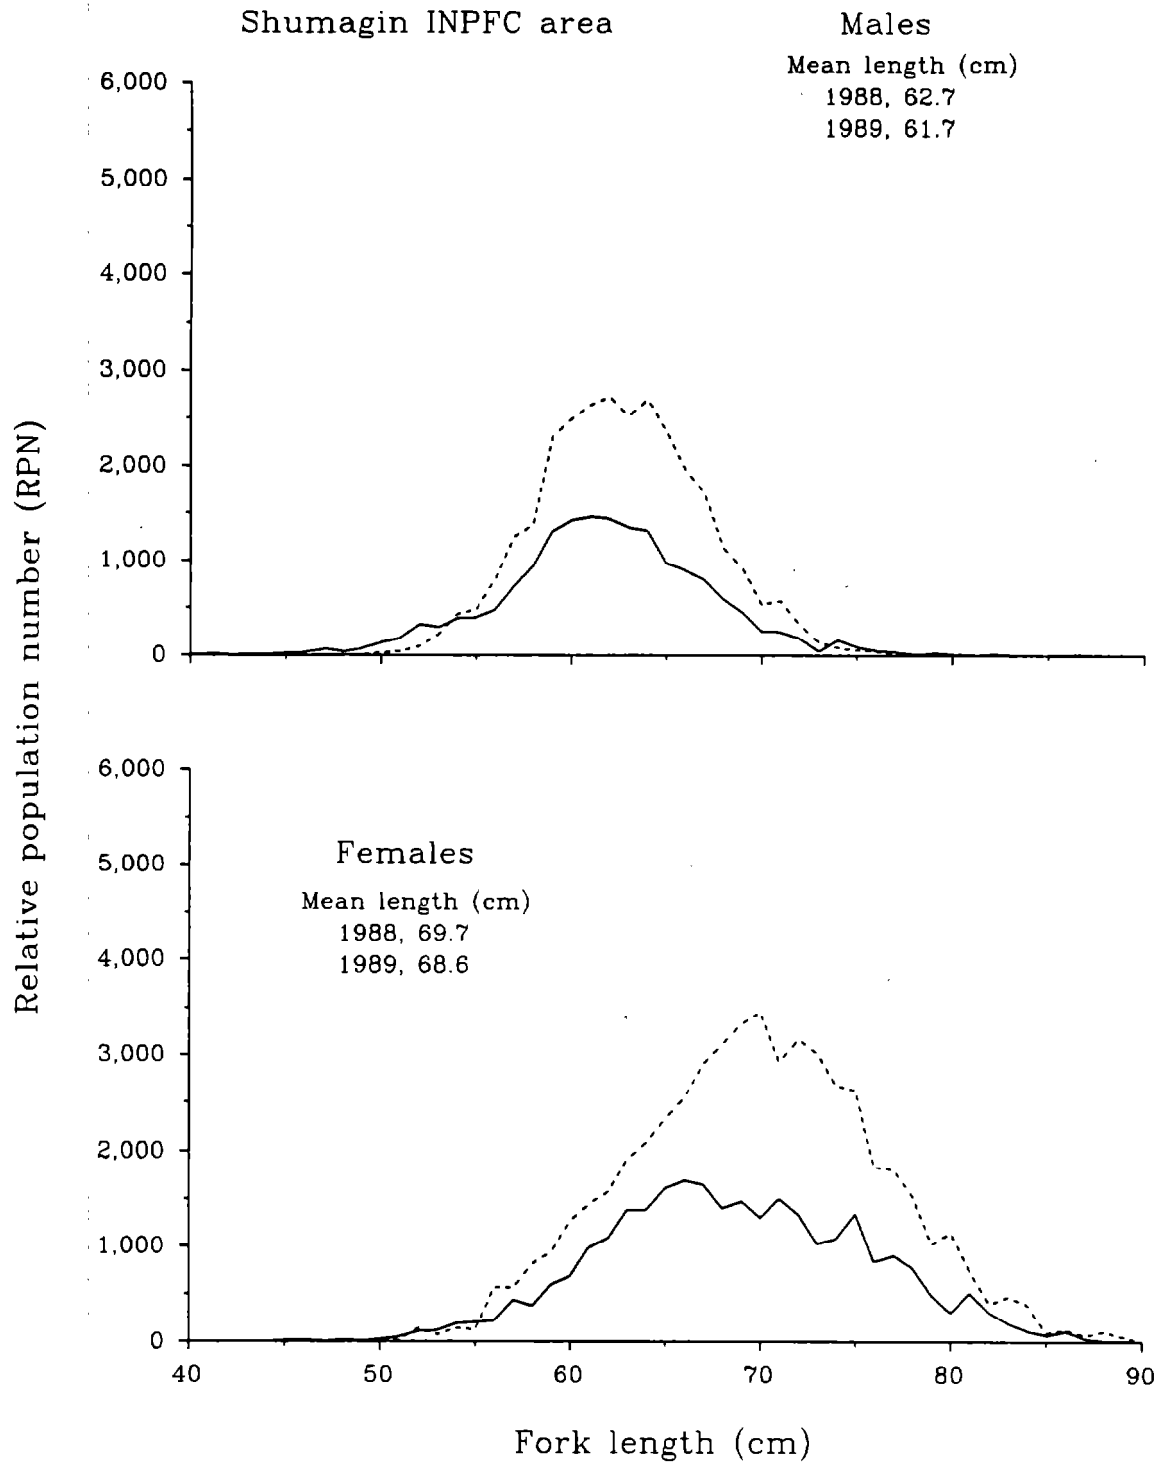 Shumagin INPFC area
Males
Mean length (cm)
1988, 62.7
1989, 61.7
6,000
5,000
4,000
3,000
2,000
1,000
0
Relative population number (RPN)
6,000
5,000
4,000
3,000
2,000
1,000
0
Females
Mean length (cm)
1988, 69.7
1989, 68.6
40 50 60 70 80 90
Fork length (cm)